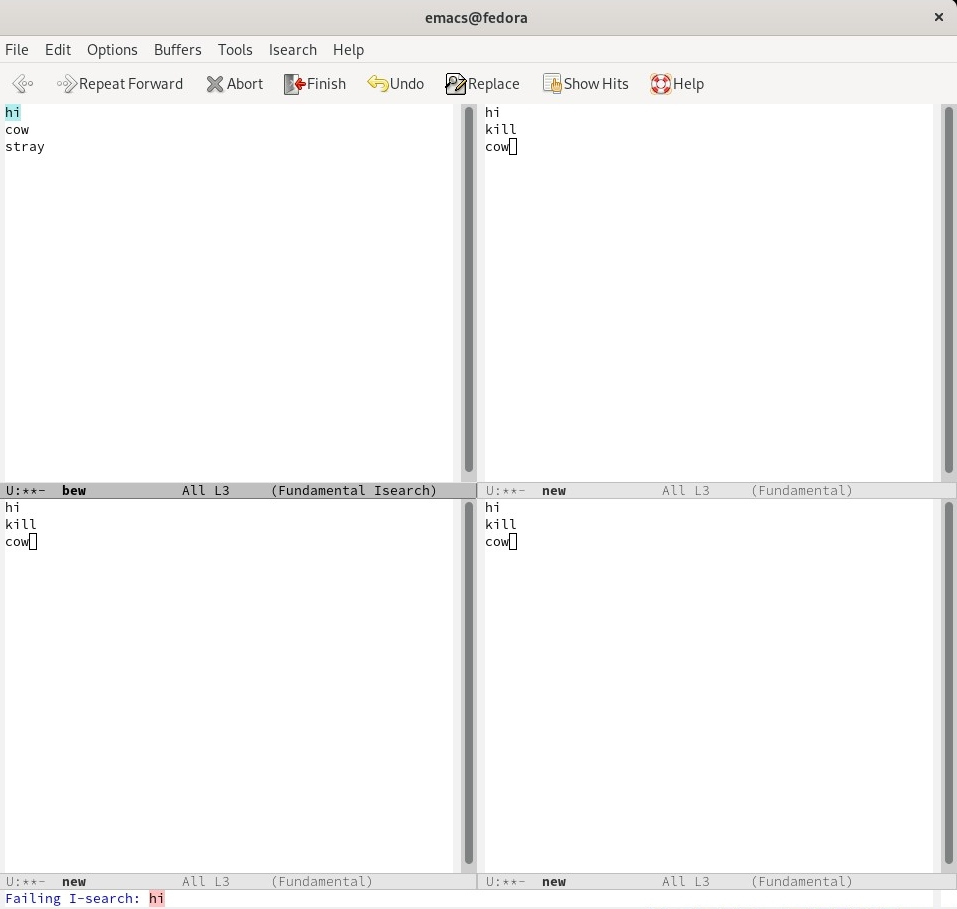 emacs@fedora
File Edit Options Buffers Tools Isearch Help
Repeat Forward Abort Finish Undo Replace Show Hits Help
hi
cow
stray
hi
kill
cow
U:**- bew All L3 (Fundamental Isearch)
U:**- new All L3 (Fundamental)
hi
kill
cow
hi
kill
cow
U:**- new All L3 (Fundamental)
U:**- new All L3 (Fundamental)
Failing I-search: hi